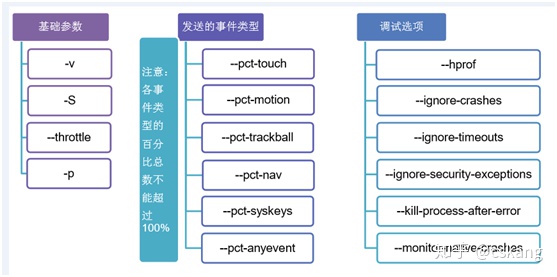 基础参数
-v
-S
--throttle
-p
发送的事件类型
注意：
各事
件类
型的
百分
比总
数不
能超
过
100%
--pct-touch
--pct-motion
--pct-trackball
--pct-nav
--pct-syskeys
--pct-anyevent
调试选项
--hprof
--ignore-crashes
--ignore-timeouts
--ignore-security-exceptions
--kill-process-after-error
--monitor-native-crashes
知乎 @cskang